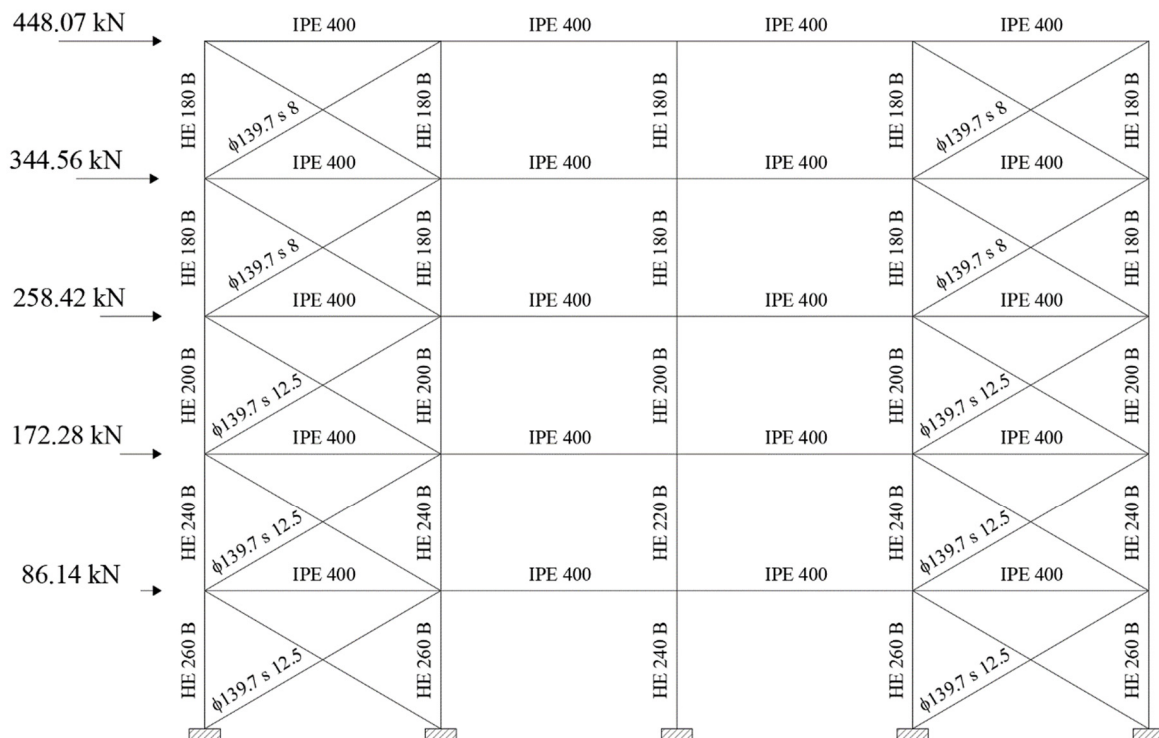 448.07 kN
IPE 400 IPE 400 IPE 400 IPE 400
HE 180 B ϕ139.7 s 8 HE 180 B HE 180 B HE 180 B ϕ139.7 s 8 HE 180 B
344.56 kN
IPE 400 IPE 400 IPE 400 IPE 400
HE 180 B ϕ139.7 s 8 HE 180 B HE 180 B HE 180 B ϕ139.7 s 8 HE 180 B
258.42 kN
IPE 400 IPE 400 IPE 400 IPE 400
HE 200 B ϕ139.7 s 12.5 HE 200 B HE 200 B HE 200 B ϕ139.7 s 12.5 HE 200 B
172.28 kN
IPE 400 IPE 400 IPE 400 IPE 400
HE 240 B ϕ139.7 s 12.5 HE 240 B HE 220 B HE 240 B ϕ139.7 s 12.5 HE 240 B
86.14 kN
IPE 400 IPE 400 IPE 400 IPE 400
HE 260 B ϕ139.7 s 12.5 HE 260 B HE 240 B HE 260 B ϕ139.7 s 12.5 HE 260 B